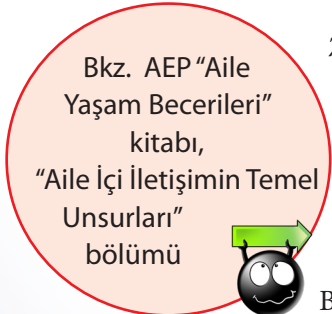 Bkz. AEP “Aile
Yaşam Becerileri”
kitabı,
“Aile İçi İletişimin Temel
Unsurları”
bölümü
B